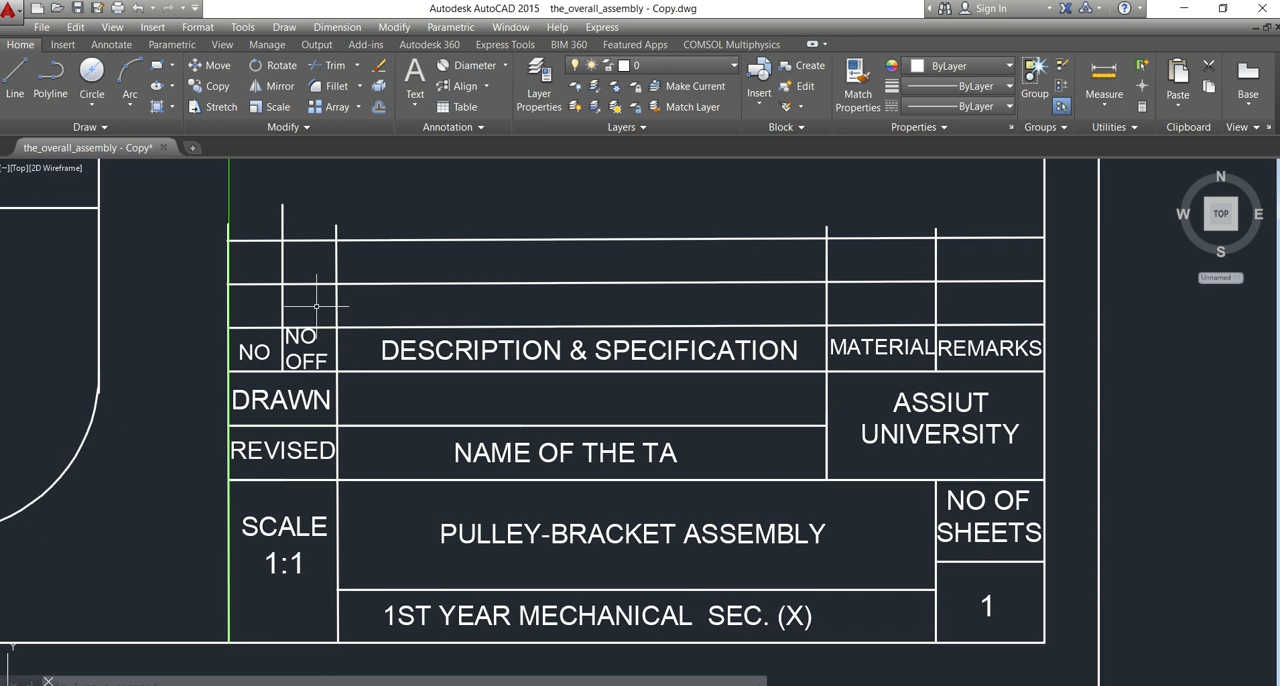 Autodesk AutoCAD 2015 the_overall_assembly - Copy.dwg
Sign In
File Edit View Insert Format Tools Draw Dimension Modify Parametric Window Help Express
Home Insert Annotate Parametric View Manage Output Add-ins Autodesk 360 Express Tools BIM 360 Featured Apps COMSOL Multiphysics
Line Polyline Circle Arc
Draw
Move Rotate Trim
Copy Mirror Fillet
Stretch Scale Array
Modify
Text
Diameter
Align
Table
Annotation
Layer Properties
0
Make Current
Match Layer
Layers
Insert
Create
Edit
Block
Match Properties
ByLayer
ByLayer
ByLayer
Properties
Group
Groups
Measure
Utilities
Paste
Clipboard
Base
View
the_overall_assembly - Copy*
[−][Top][2D Wireframe]
N
W TOP E
S
Unnamed
NO
NO
OFF
DESCRIPTION & SPECIFICATION
MATERIAL
REMARKS
DRAWN
ASSIUT
UNIVERSITY
REVISED
NAME OF THE TA
SCALE
1:1
PULLEY-BRACKET ASSEMBLY
NO OF
SHEETS
1ST YEAR MECHANICAL SEC. (X)
1
Y